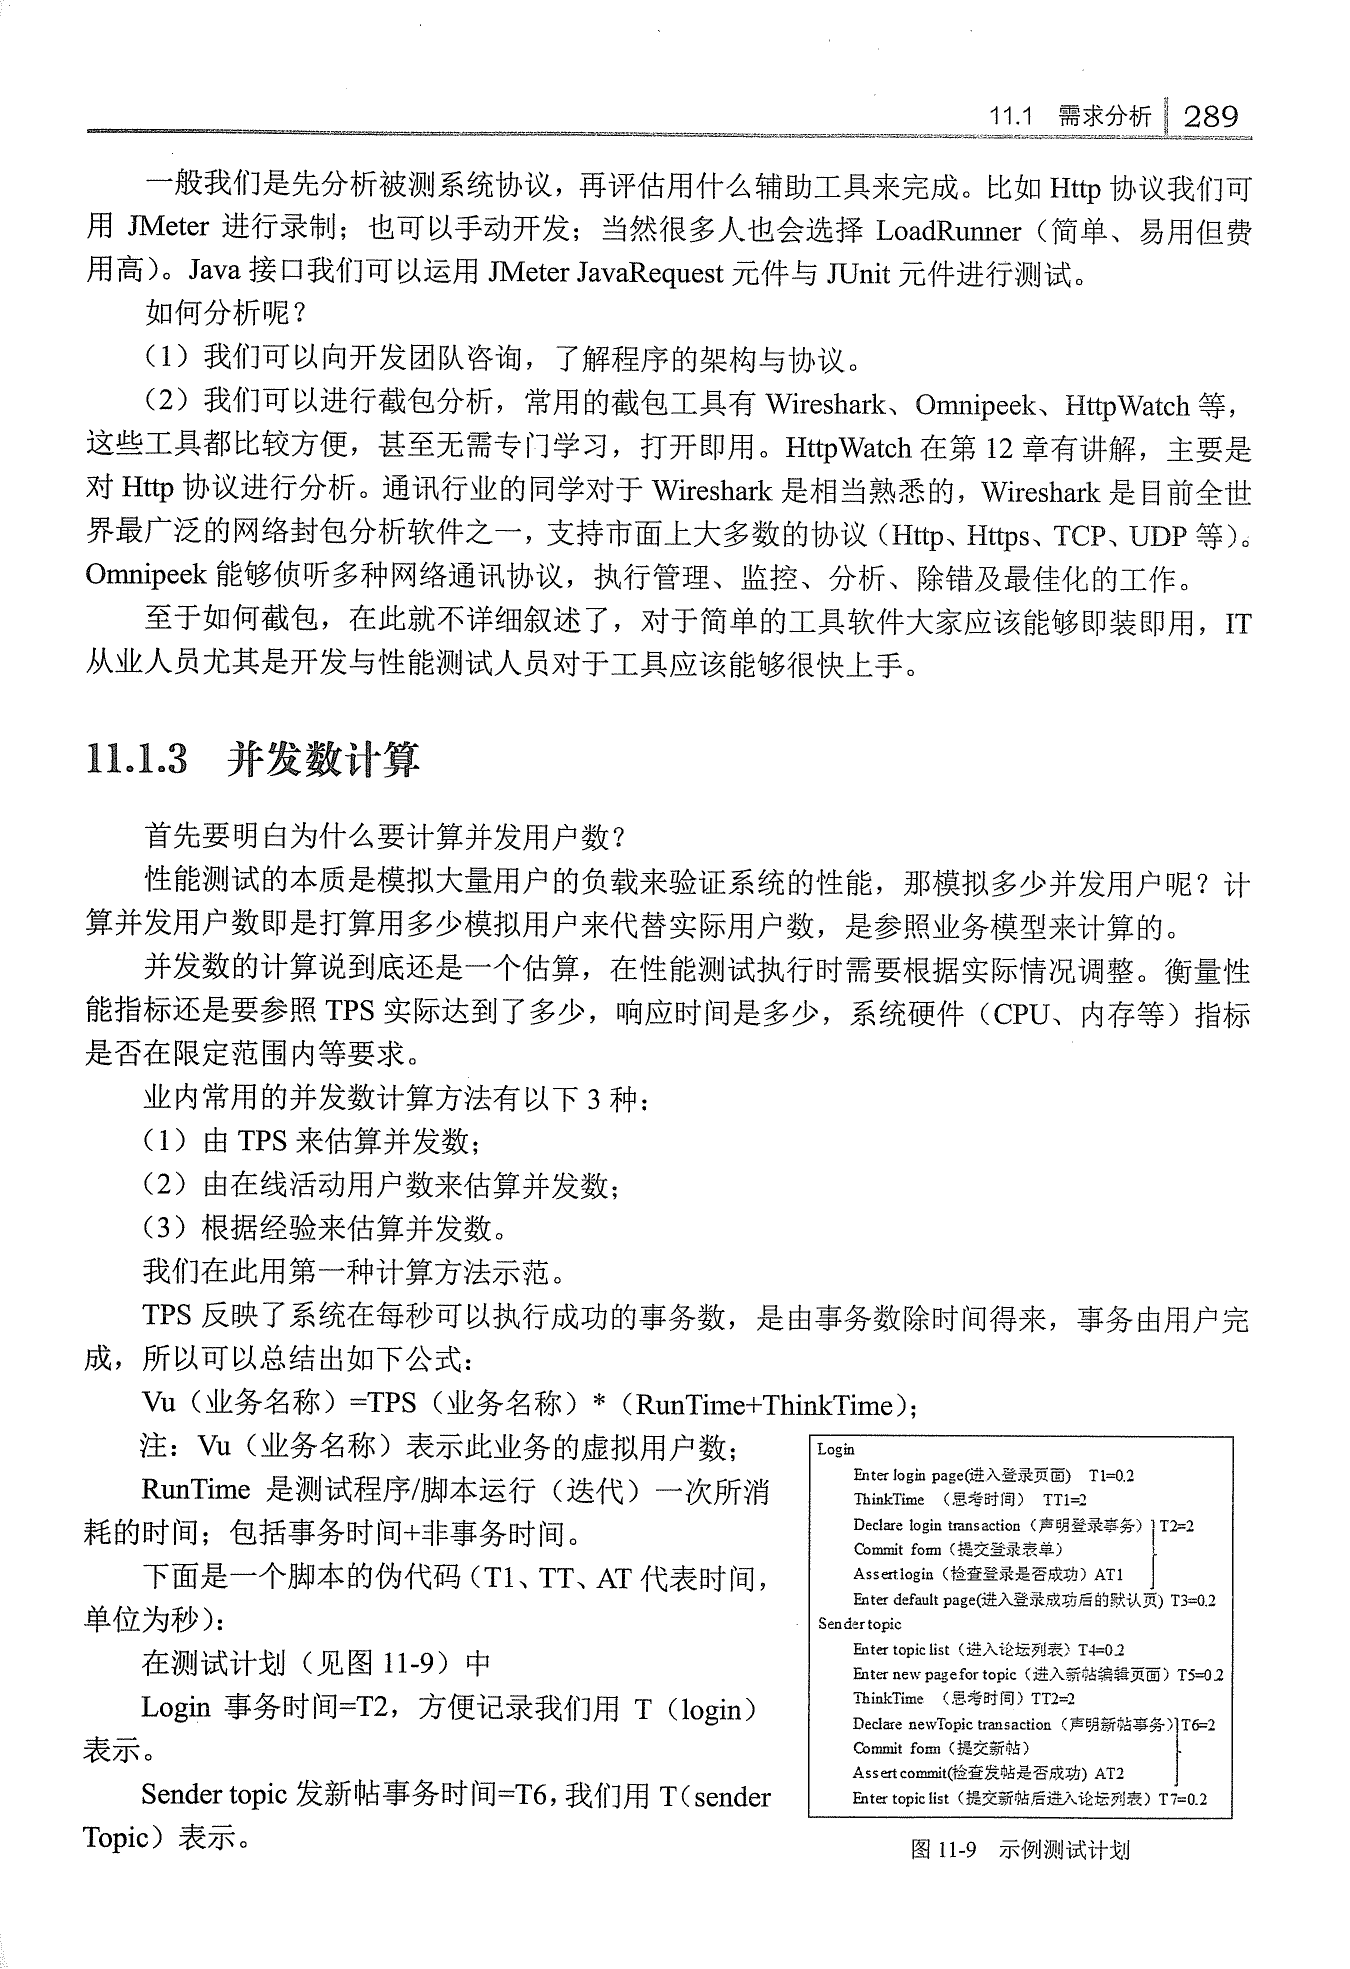 11.1 需求分析 289
一般我们是先分析被测系统协议，再评估用什么辅助工具来完成。比如 Http 协议我们可
用 JMeter 进行录制；也可以手动开发；当然很多人也会选择 LoadRunner（简单、易用但费
用高）。Java 接口我们可以运用 JMeter JavaRequest 元件与 JUnit 元件进行测试。
如何分析呢？
（1）我们可以向开发团队咨询，了解程序的架构与协议。
（2）我们可以进行截包分析，常用的截包工具有 Wireshark、Omnipeek、HttpWatch 等，
这些工具都比较方便，甚至无需专门学习，打开即用。HttpWatch 在第 12 章有讲解，主要是
对 Http 协议进行分析。通讯行业的同学对于 Wireshark 是相当熟悉的，Wireshark 是目前全世
界最广泛的网络封包分析软件之一，支持市面上大多数的协议（Http、Https、TCP、UDP 等）。
Omnipeek 能够侦听多种网络通讯协议，执行管理、监控、分析、除错及最佳化的工作。
至于如何截包，在此就不详细叙述了，对于简单的工具软件大家应该能够即装即用，IT
从业人员尤其是开发与性能测试人员对于工具应该能够很快上手。
11.1.3 并发数计算
首先要明白为什么要计算并发用户数？
性能测试的本质是模拟大量用户的负载来验证系统的性能，那模拟多少并发用户呢？计
算并发用户数即是打算用多少模拟用户来代替实际用户数，是参照业务模型来计算的。
并发数的计算说到底还是一个估算，在性能测试执行时需要根据实际情况调整。衡量性
能指标还是要参照 TPS 实际达到了多少，响应时间是多少，系统硬件（CPU、内存等）指标
是否在限定范围内等要求。
业内常用的并发数计算方法有以下 3 种：
（1）由 TPS 来估算并发数；
（2）由在线活动用户数来估算并发数；
（3）根据经验来估算并发数。
我们在此用第一种计算方法示范。
TPS 反映了系统在每秒可以执行成功的事务数，是由事务数除时间得来，事务由用户完
成，所以可以总结出如下公式：
Vu（业务名称）=TPS（业务名称）*（RunTime+ThinkTime）；
注：Vu（业务名称）表示此业务的虚拟用户数；
RunTime 是测试程序/脚本运行（迭代）一次所消
耗的时间；包括事务时间+非事务时间。
下面是一个脚本的伪代码（T1、TT、AT 代表时间，
单位为秒）：
在测试计划（见图 11-9）中
Login 事务时间=T2，方便记录我们用 T（login）
表示。
Sender topic 发新帖事务时间=T6，我们用 T（sender
Topic）表示。
Login
Enter login page(进入登录页面) T1=0.2
ThinkTime （思考时间） TT1=2
Declare login transaction（声明登录事务） T2=2
Commit form（提交登录表单）
Assert login（检查登录是否成功）AT1
Enter default page(进入登录成功后的默认页) T3=0.2
Sender topic
Enter topic list（进入论坛列表）T4=0.2
Enter new page for topic（进入新帖编辑页面）T5=0.2
ThinkTime （思考时间）TT2=2
Declare newTopic transaction（声明新帖事务） T6=2
Commit form（提交新帖）
Assert commit(检查发帖是否成功) AT2
Enter topic list（提交新帖后进入论坛列表）T7=0.2
图 11-9 示例测试计划